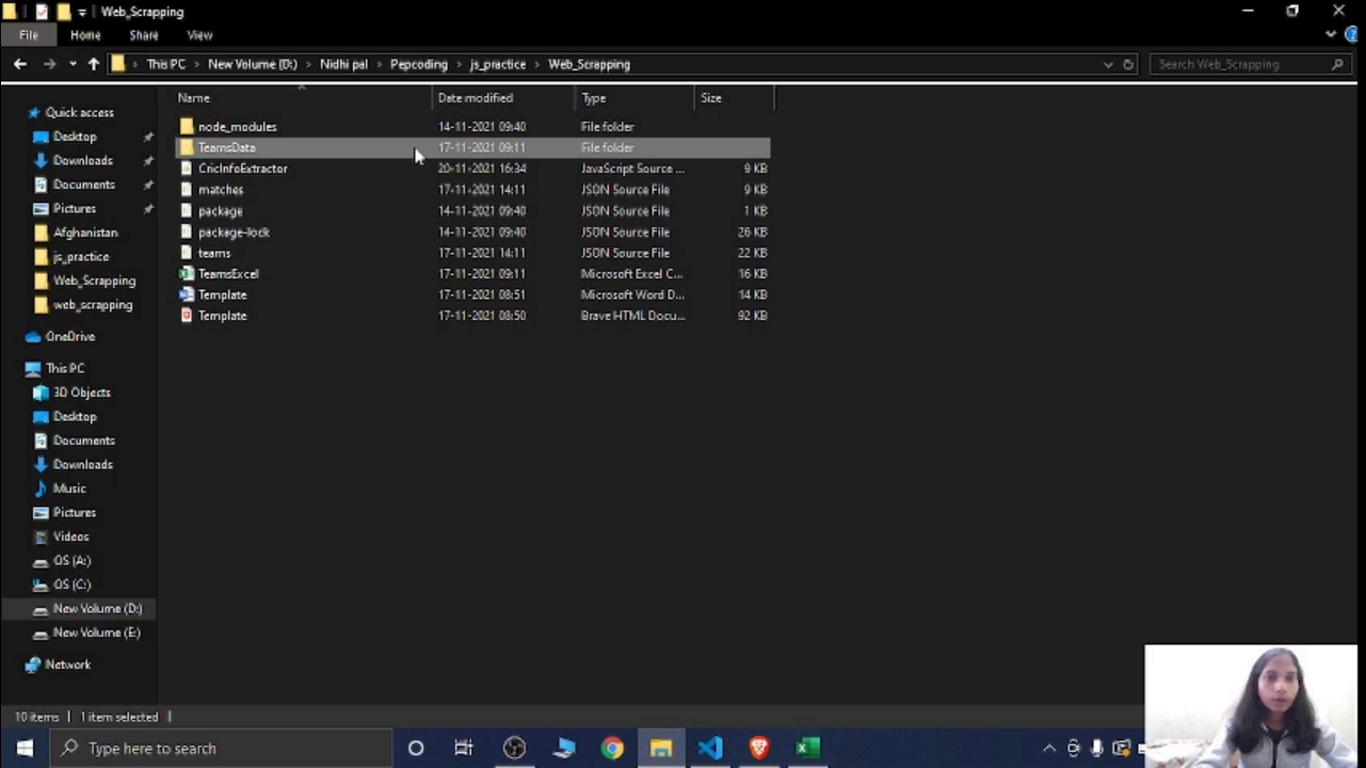 Web_Scrapping
File Home Share View
This PC > New Volume (D:) > Nidhi pal > Pepcoding > js_practice > Web_Scrapping
Search Web_Scrapping
Name Date modified Type Size
Quick access
Desktop
Downloads
Documents
Pictures
Afghanistan
js_practice
Web_Scrapping
web_scrapping
OneDrive
This PC
3D Objects
Desktop
Documents
Downloads
Music
Pictures
Videos
OS (A:)
OS (C:)
New Volume (D:)
New Volume (E:)
Network
node_modules 14-11-2021 09:40 File folder
TeamsData 17-11-2021 09:11 File folder
CricInfoExtractor 20-11-2021 16:34 JavaScript Source ... 9 KB
matches 17-11-2021 14:11 JSON Source File 9 KB
package 14-11-2021 09:40 JSON Source File 1 KB
package-lock 14-11-2021 09:40 JSON Source File 26 KB
teams 17-11-2021 14:11 JSON Source File 22 KB
TeamsExcel 17-11-2021 09:11 Microsoft Excel C... 16 KB
Template 17-11-2021 08:51 Microsoft Word D... 14 KB
Template 17-11-2021 08:50 Brave HTML Docu... 92 KB
10 items | 1 item selected |
Type here to search